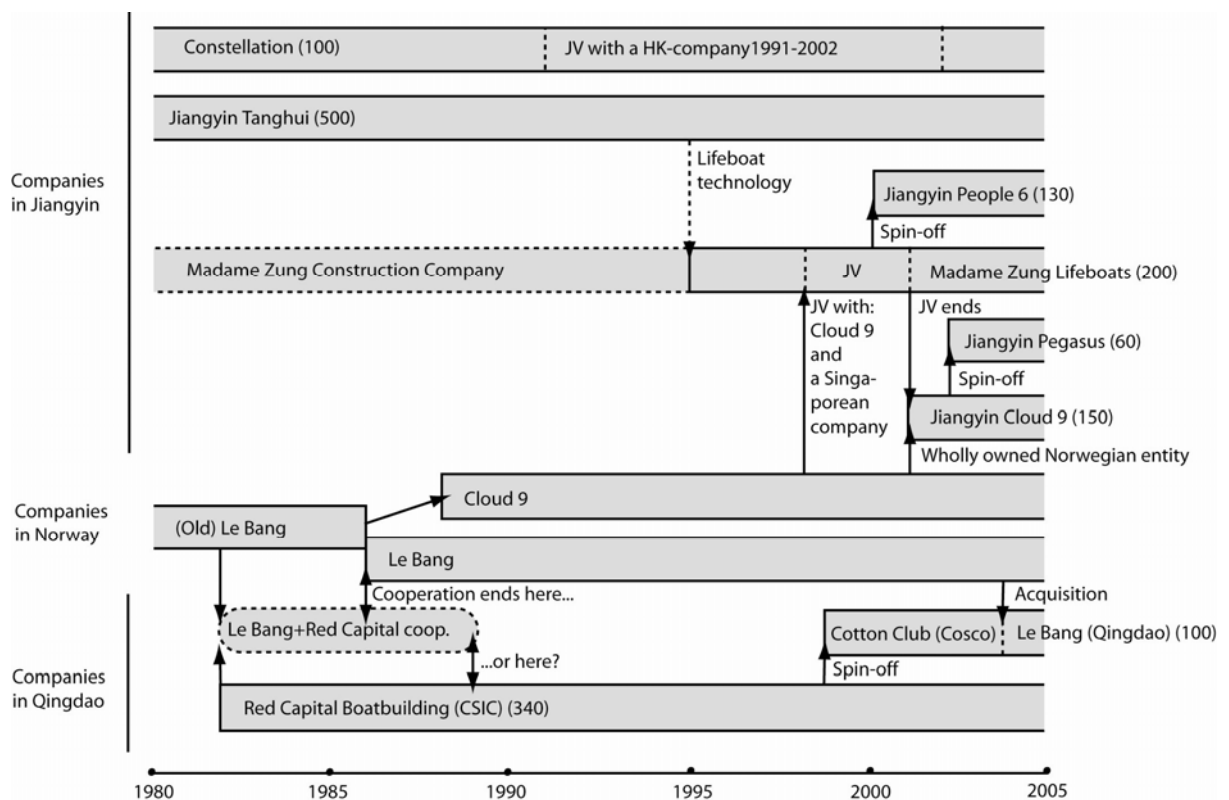 Constellation (100)
JV with a HK-company1991-2002
Jiangyin Tanghui (500)
Lifeboat
technology
Companies
in Jiangyin
Jiangyin People 6 (130)
Spin-off
Madame Zung Construction Company
JV
Madame Zung Lifeboats (200)
JV with:
Cloud 9
and
a Singa-
porean
company
JV ends
Jiangyin Pegasus (60)
Spin-off
Jiangyin Cloud 9 (150)
Wholly owned Norwegian entity
Companies
in Norway
Cloud 9
(Old) Le Bang
Le Bang
Cooperation ends here...
Acquisition
Companies
in Qingdao
Le Bang+Red Capital coop.
...or here?
Cotton Club (Cosco)
Le Bang (Qingdao) (100)
Spin-off
Red Capital Boatbuilding (CSIC) (340)
1980
1985
1990
1995
2000
2005